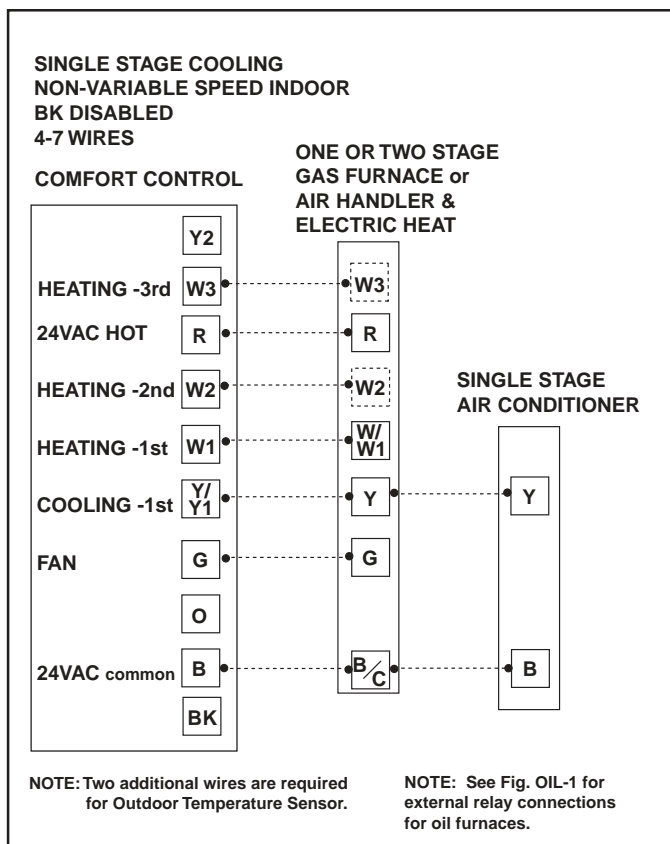 SINGLE STAGE COOLING
NON-VARIABLE SPEED INDOOR
BK DISABLED
4-7 WIRES
COMFORT CONTROL
ONE OR TWO STAGE
GAS FURNACE or
AIR HANDLER &
ELECTRIC HEAT
Y2
HEATING -3rd W3 W3
24VAC HOT R R
HEATING -2nd W2 W2
SINGLE STAGE
AIR CONDITIONER
HEATING -1st W1 W/
W1
COOLING -1st Y/
Y1 Y Y
FAN G G
O
24VAC common B B/C B
BK
NOTE: Two additional wires are required
for Outdoor Temperature Sensor.
NOTE: See Fig. OIL-1 for
external relay connections
for oil furnaces.